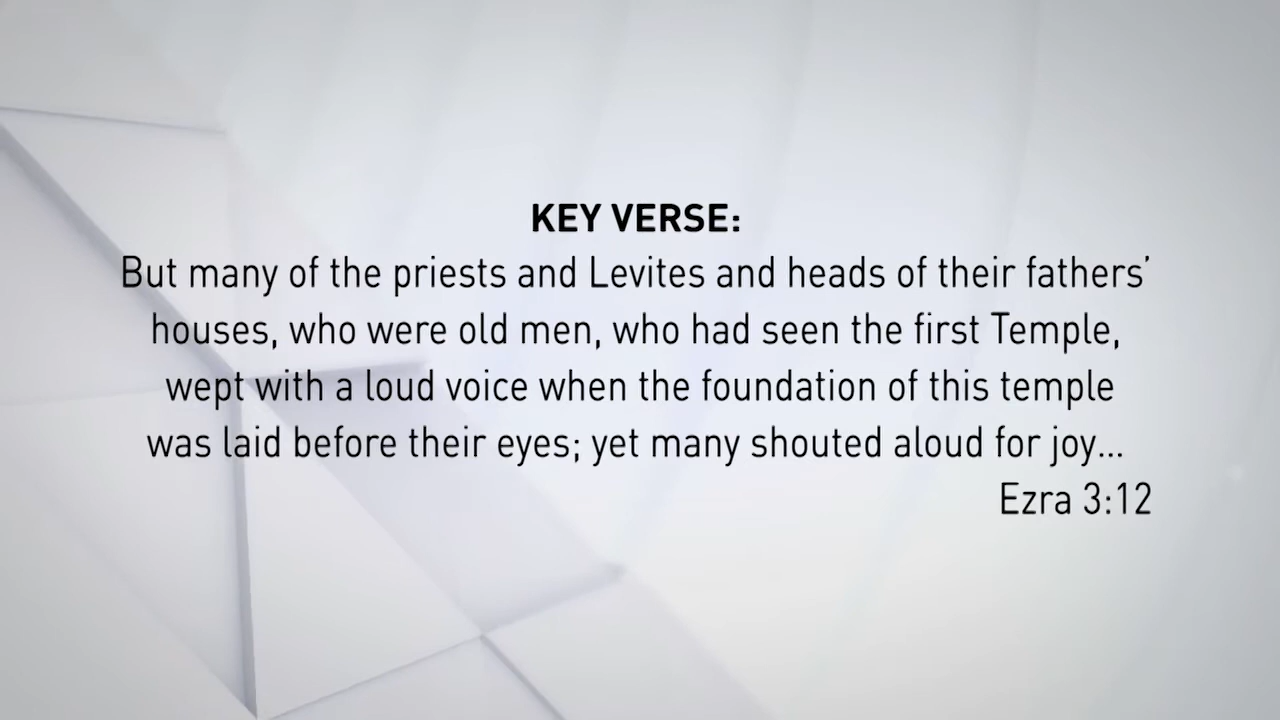 KEY VERSE:
But many of the priests and Levites and heads of their fathers’
houses, who were old men, who had seen the first Temple,
wept with a loud voice when the foundation of this temple
was laid before their eyes; yet many shouted aloud for joy...
Ezra 3:12